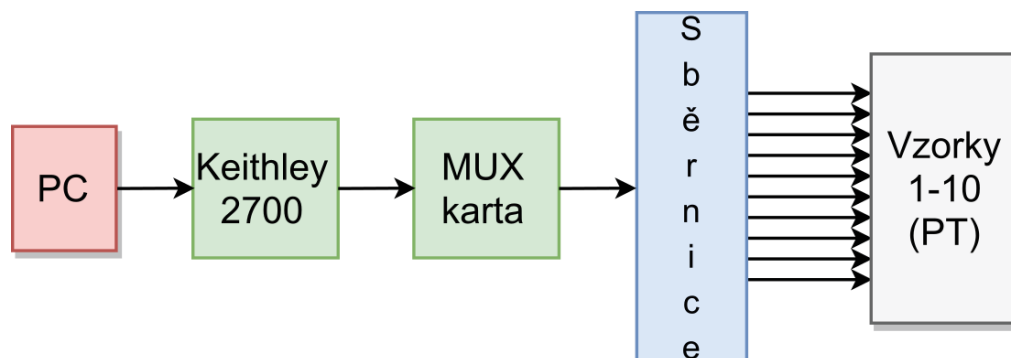 PC
Keithley
2700
MUX
karta
S
b
ě
r
n
i
c
e
Vzorky
1-10
(PT)